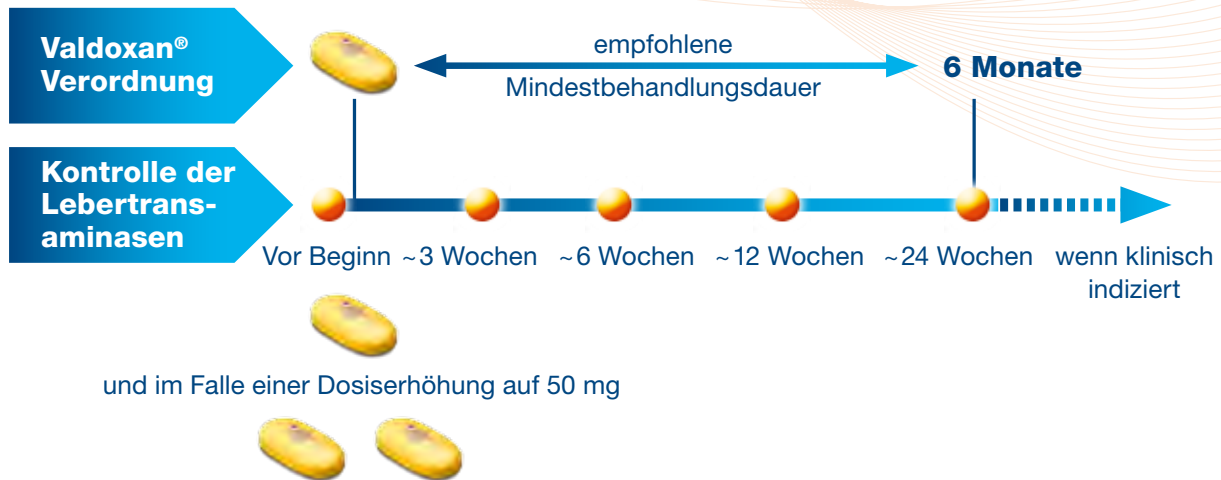 Valdoxan®
Verordnung
empfohlene
Mindestbehandlungsdauer
6 Monate
Kontrolle der
Lebertrans-
aminasen
Vor Beginn ~3 Wochen ~6 Wochen ~12 Wochen ~24 Wochen wenn klinisch
indiziert
und im Falle einer Dosiserhöhung auf 50 mg